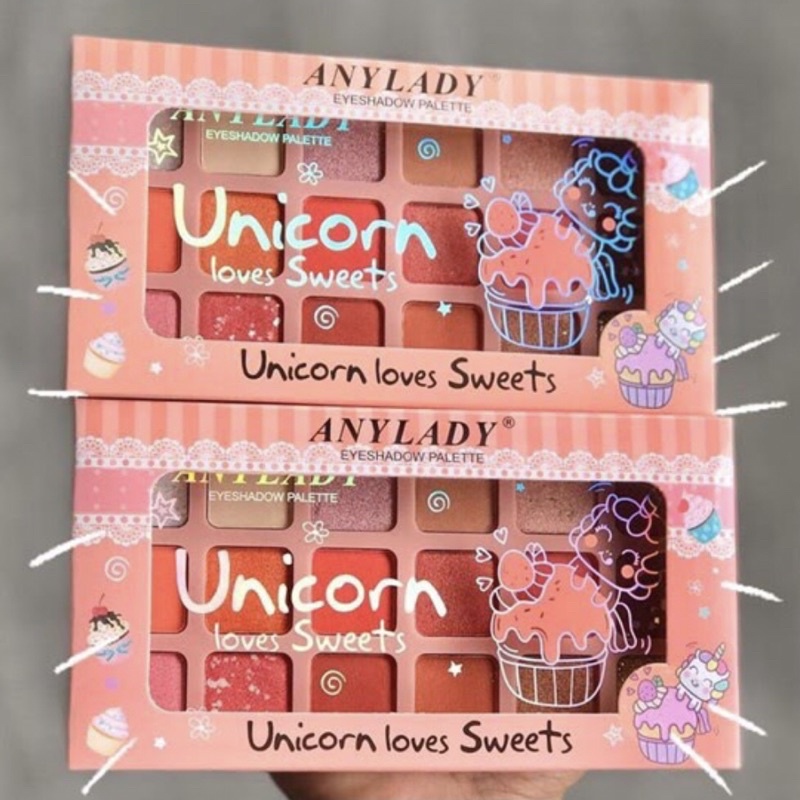 ANYLADY®
EYESHADOW PALETTE
ANYLADY
EYESHADOW PALETTE
Unicorn
loves Sweets
Unicorn loves Sweets
ANYLADY®
EYESHADOW PALETTE
ANYLADY
EYESHADOW PALETTE
Unicorn
loves Sweets
Unicorn loves Sweets